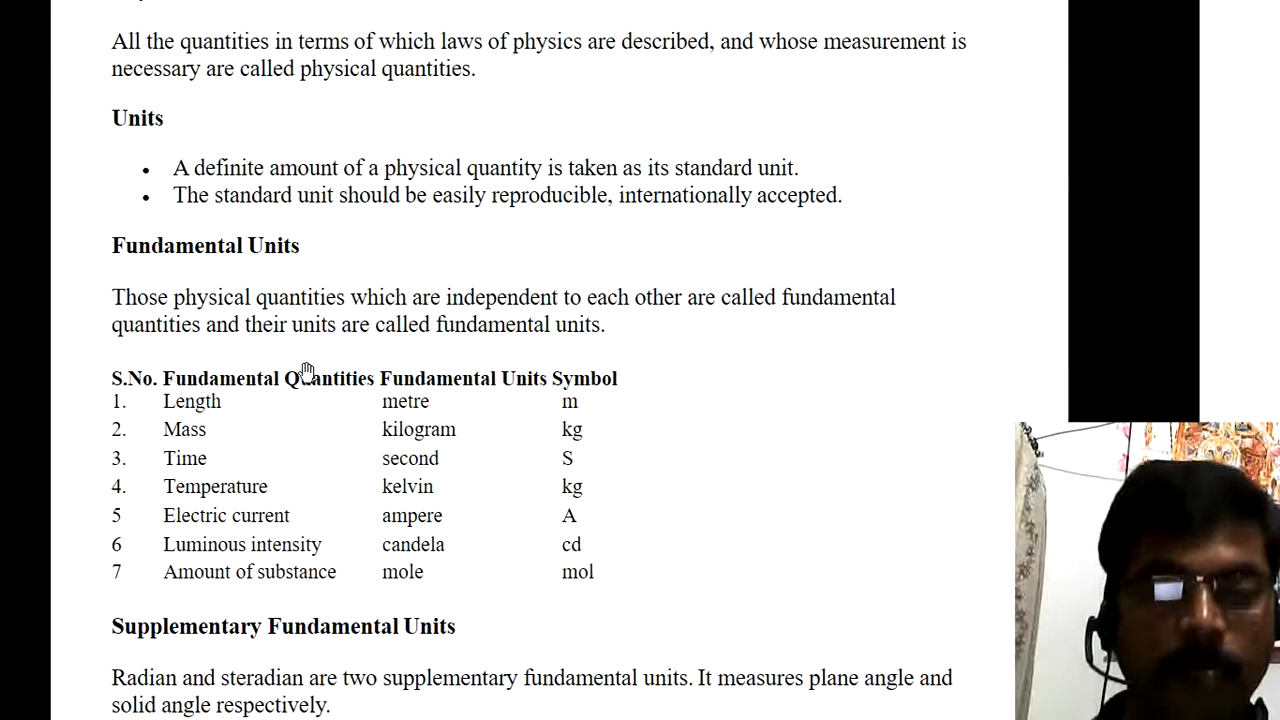 All the quantities in terms of which laws of physics are described, and whose measurement is
necessary are called physical quantities.
Units
• A definite amount of a physical quantity is taken as its standard unit.
• The standard unit should be easily reproducible, internationally accepted.
Fundamental Units
Those physical quantities which are independent to each other are called fundamental
quantities and their units are called fundamental units.
S.No. Fundamental Quantities Fundamental Units Symbol
1. Length metre m
2. Mass kilogram kg
3. Time second S
4. Temperature kelvin kg
5 Electric current ampere A
6 Luminous intensity candela cd
7 Amount of substance mole mol
Supplementary Fundamental Units
Radian and steradian are two supplementary fundamental units. It measures plane angle and
solid angle respectively.